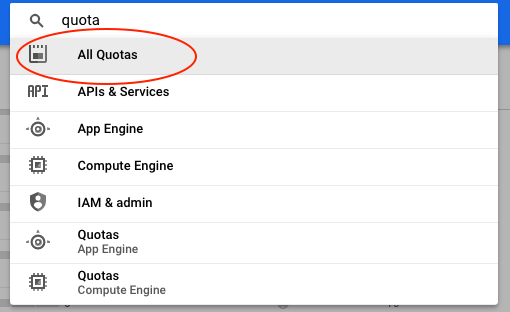 quota
All Quotas
API APIs & Services
App Engine
Compute Engine
IAM & admin
Quotas
App Engine
Quotas
Compute Engine